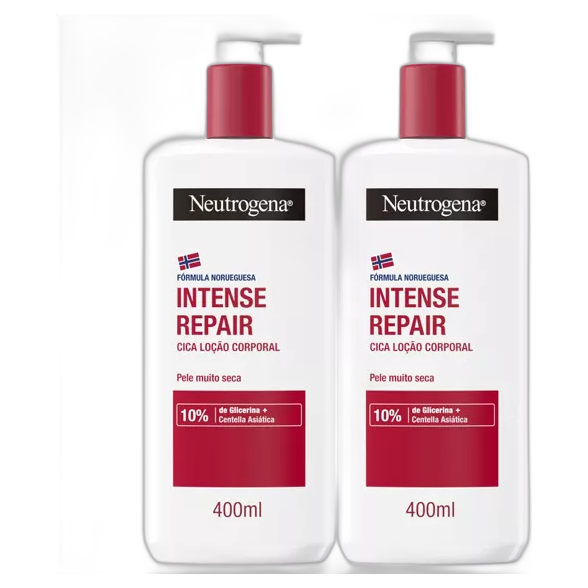 Neutrogena®
FÓRMULA NORUEGUESA
INTENSE
REPAIR
CICA LOÇÃO CORPORAL
Pele muito seca
10% de Glicerina +
Centella Asiática
400ml
Neutrogena®
FÓRMULA NORUEGUESA
INTENSE
REPAIR
CICA LOÇÃO CORPORAL
Pele muito seca
10% de Glicerina +
Centella Asiática
400ml